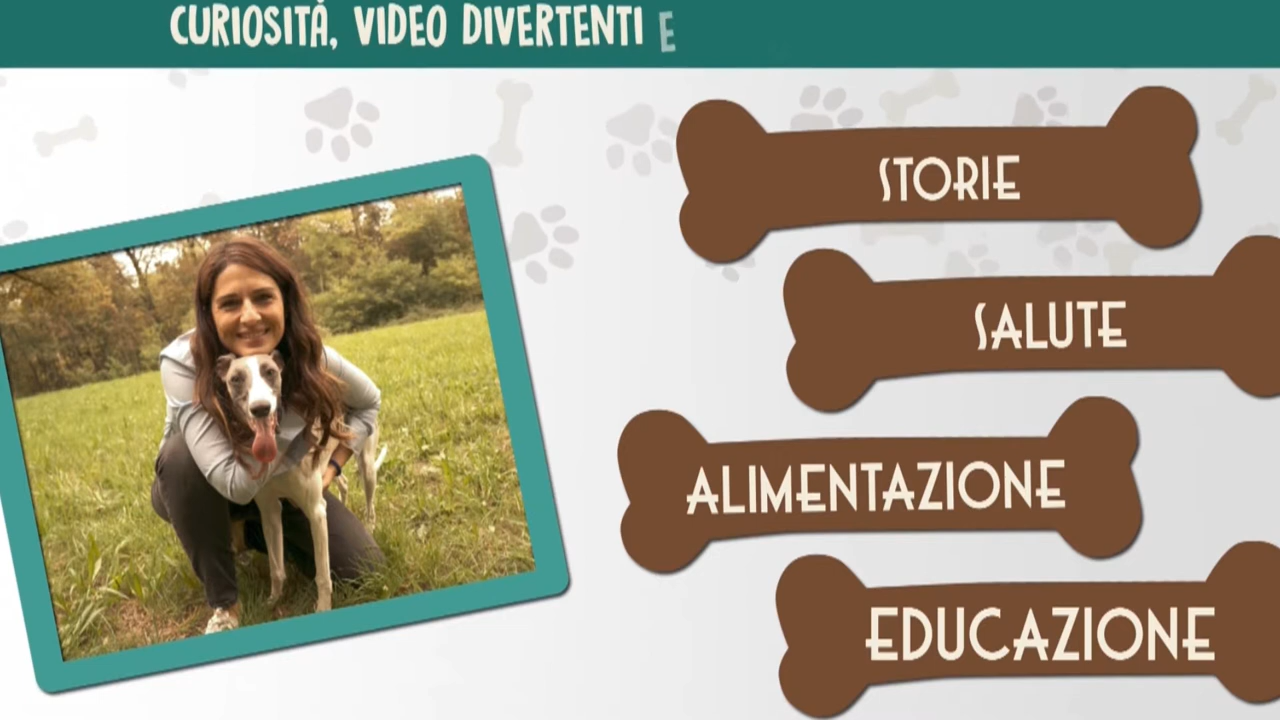 CURIOSITÀ, VIDEO DIVERTENTI E
STORIE
SALUTE
ALIMENTAZIONE
EDUCAZIONE